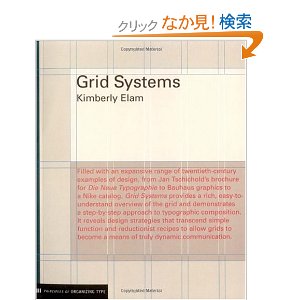 クリック なか見！検索
Copyrighted Material
Grid Systems
Kimberly Elam
Filled with an expansive range of twentieth-century
examples of design, from Jan Tschichold's brochure
for Die Neue Typographie to Bauhaus graphics to
a Nike catalog, Grid Systems provides a rich, easy-to-
understand overview of the grid and demonstrates
a step-by-step approach to typographic composition.
It reveals design strategies that transcend simple
function and reductionist recipes to allow grids to
become a means of truly dynamic communication.
PRINCIPLES OF ORGANIZING TYPE
Copyrighted Material